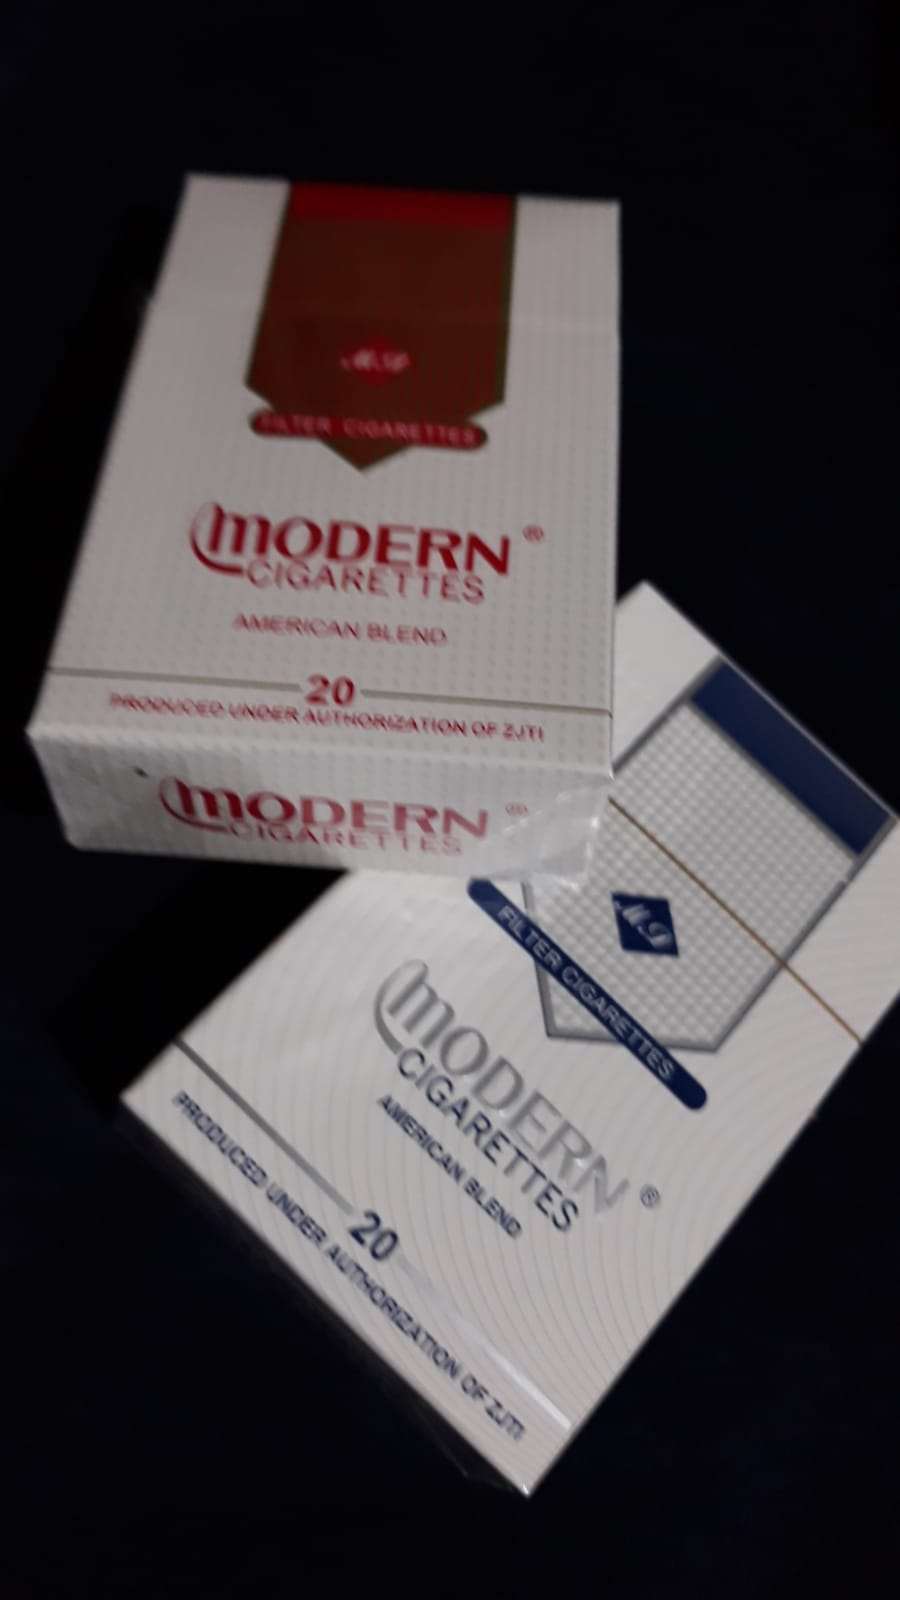 M.D
FILTER CIGARETTES
MODERN ®
CIGARETTES
AMERICAN BLEND
20
PRODUCED UNDER AUTHORIZATION OF ZJTI
MODERN ®
CIGARETTES
M.D
FILTER CIGARETTES
MODERN ®
CIGARETTES
AMERICAN BLEND
20
PRODUCED UNDER AUTHORIZATION OF ZJTI